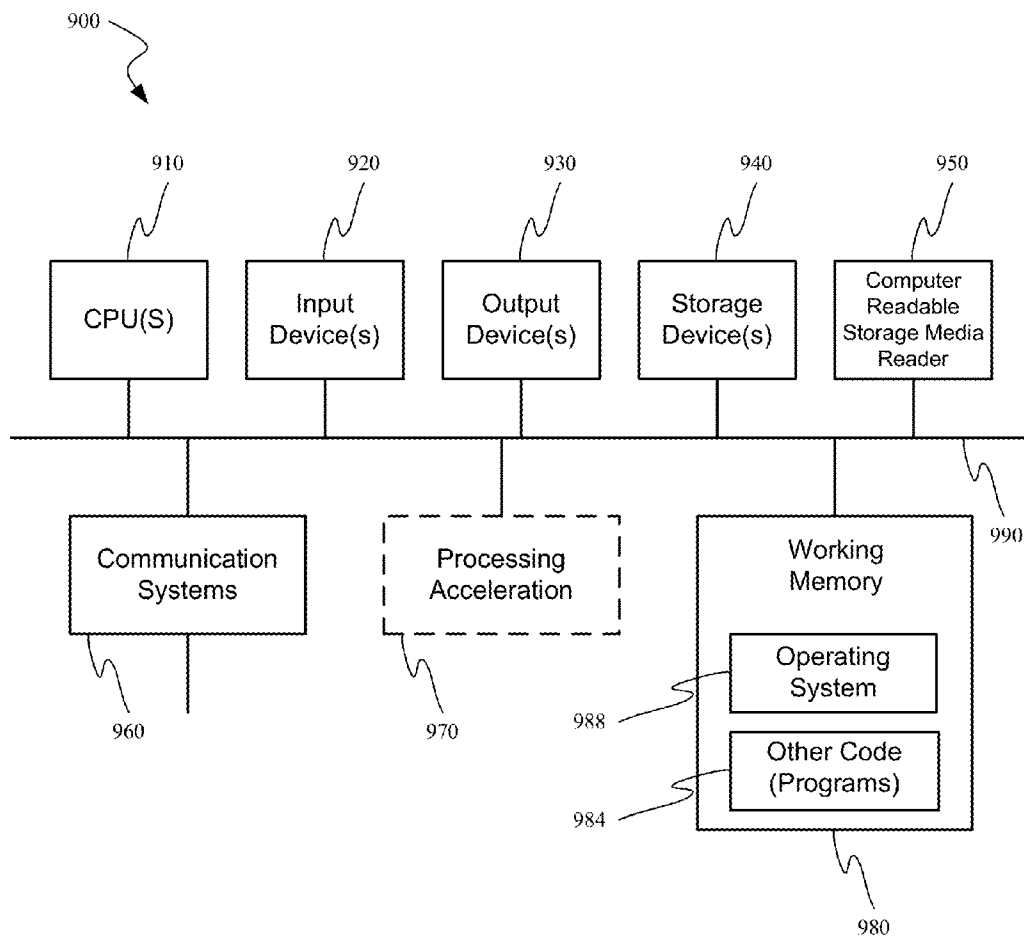 900
910
920
930
940
950
CPU(S)
Input
Device(s)
Output
Device(s)
Storage
Device(s)
Computer
Readable
Storage Media
Reader
990
Communication
Systems
Processing
Acceleration
Working
Memory
Operating
System
Other Code
(Programs)
960
970
988
984
980